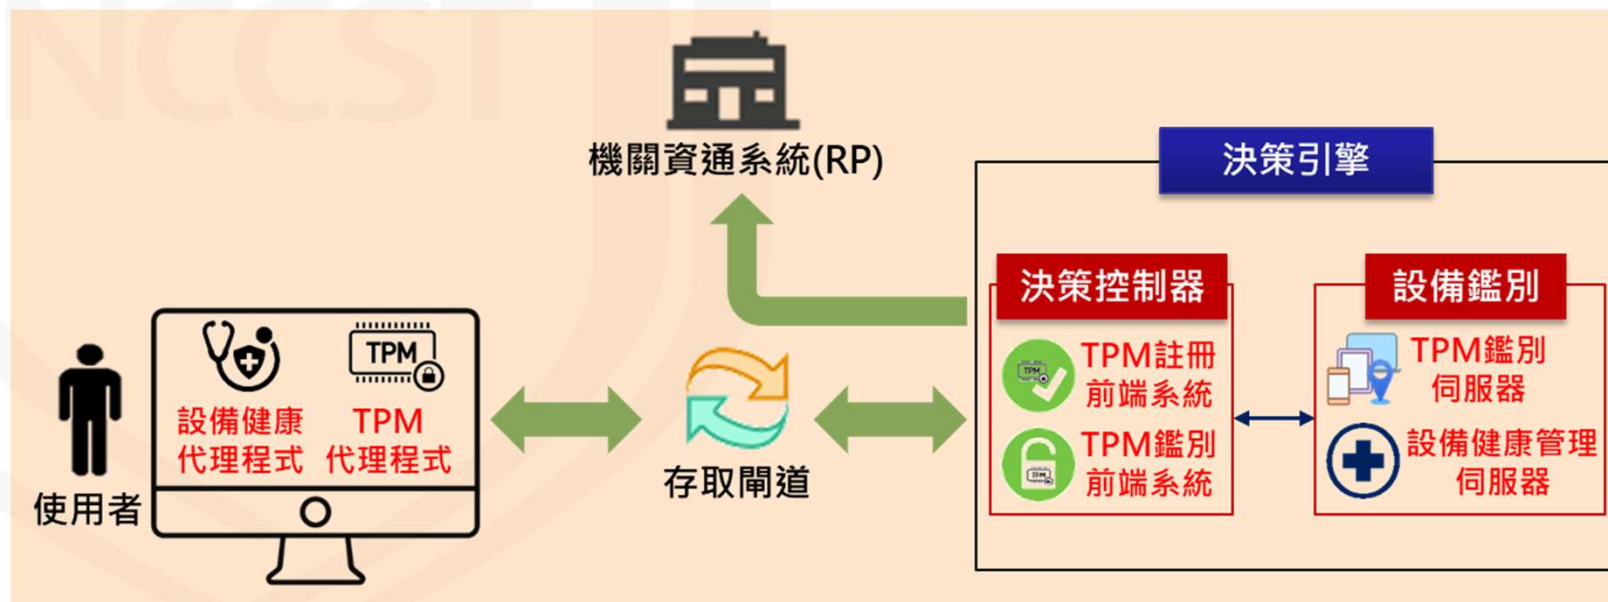 NCCST
機關資通系統(RP)
決策引擎
決策控制器
TPM註冊
前端系統
TPM鑑別
前端系統
設備鑑別
TPM鑑別
伺服器
設備健康管理
伺服器
TPM
設備健康
代理程式
TPM
代理程式
使用者
存取閘道